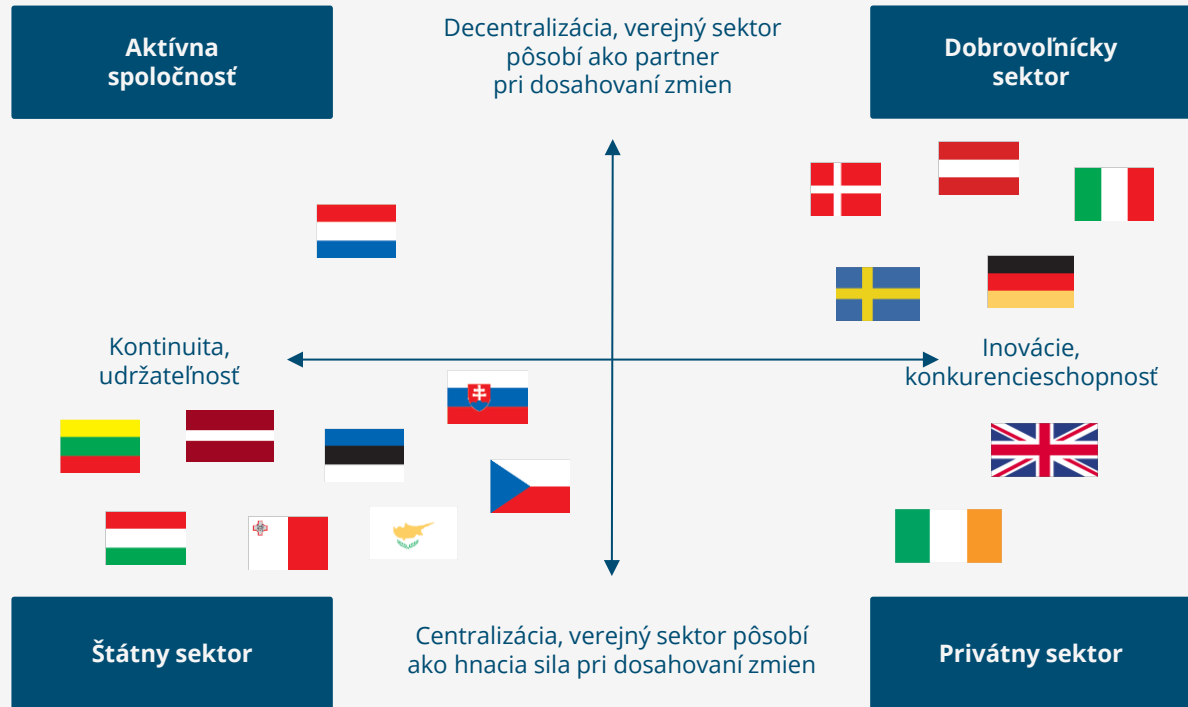 Aktívna
spoločnosť
Decentralizácia, verejný sektor
pôsobí ako partner
pri dosahovaní zmien
Dobrovoľnícky
sektor
Kontinuita,
udržateľnosť
Inovácie,
konkurencieschopnosť
Štátny sektor
Centralizácia, verejný sektor pôsobí
ako hnacia sila pri dosahovaní zmien
Privátny sektor